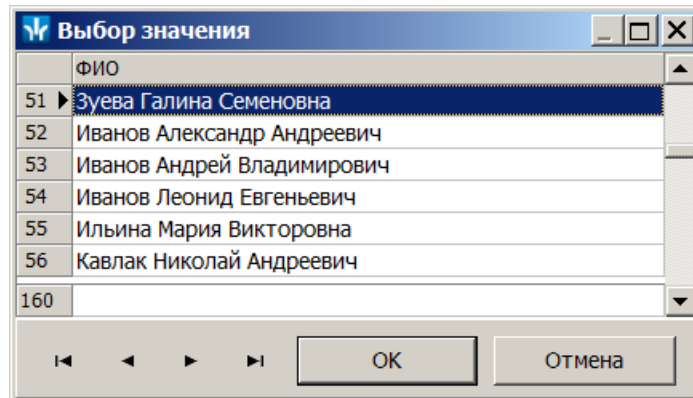 Выбор значения
ФИО
51 Зуева Галина Семеновна
52 Иванов Александр Андреевич
53 Иванов Андрей Владимирович
54 Иванов Леонид Евгеньевич
55 Ильина Мария Викторовна
56 Кавлак Николай Андреевич
160
OK Отмена